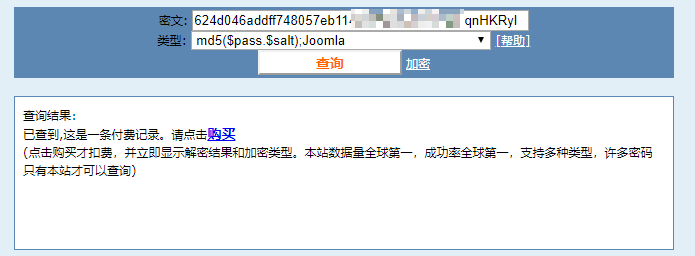 密文: 624d046addff748057eb114 qnHKRyI
类型: md5($pass.$salt);Joomla [帮助]
查询 加密
查询结果:
已查到,这是一条付费记录。请点击购买
(点击购买才扣费，并立即显示解密结果和加密类型。本站数据量全球第一，成功率全球第一，支持多种类型，许多密码
只有本站才可以查询)